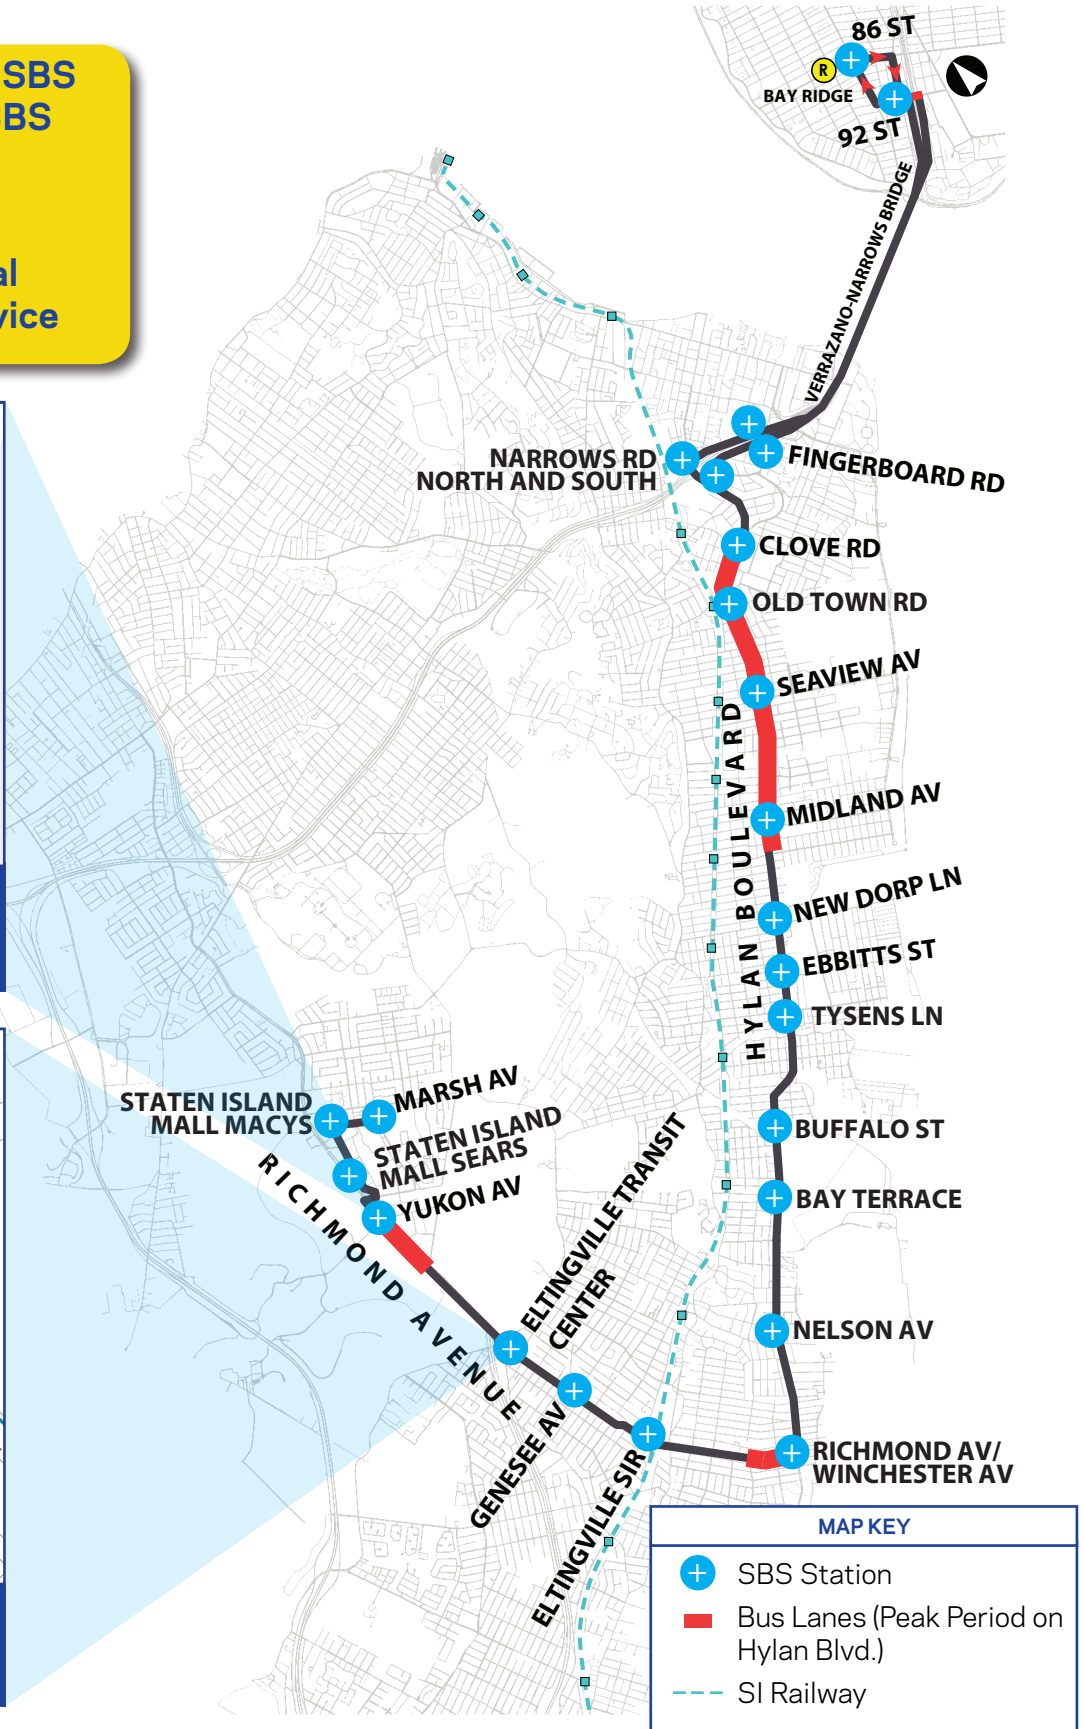 SBS
SBS
al
vice
86 ST
R
BAY RIDGE
92 ST
VERRAZANO-NARROWS BRIDGE
NARROWS RD
NORTH AND SOUTH
FINGERBOARD RD
CLOVE RD
OLD TOWN RD
SEAVIEW AV
HYLAN BOULEVARD
MIDLAND AV
NEW DORP LN
EBBITTS ST
TYSENS LN
STATEN ISLAND
MALL MACYS
MARSH AV
STATEN ISLAND
MALL SEARS
YUKON AV
RICHMOND AVENUE
ELTINGVILLE TRANSIT
CENTER
BUFFALO ST
BAY TERRACE
NELSON AV
GENESEE AV
ELTINGVILLE SIR
RICHMOND AV/
WINCHESTER AV
MAP KEY
SBS Station
Bus Lanes (Peak Period on
Hylan Blvd.)
SI Railway